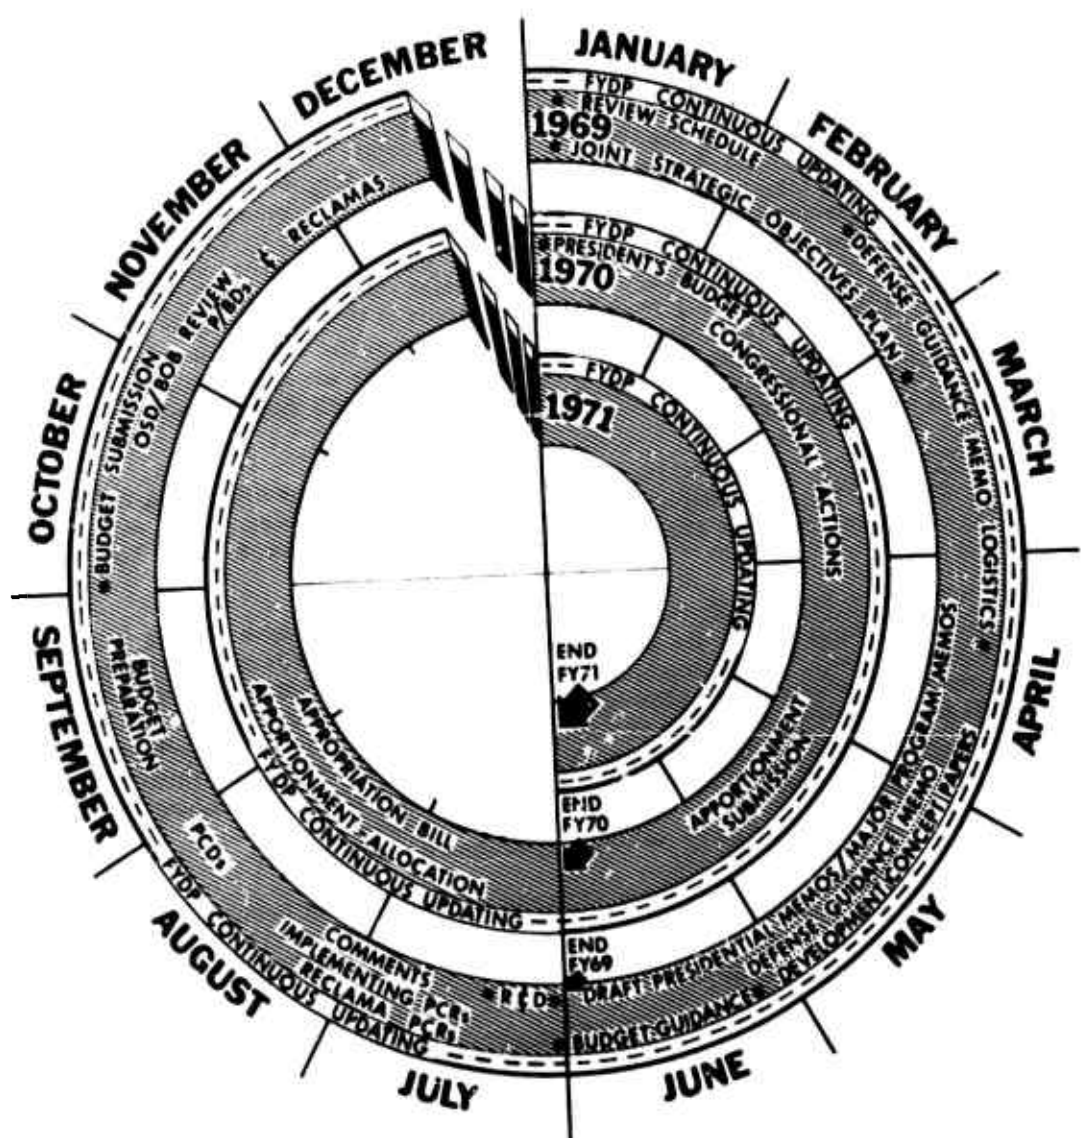 JANUARY
FEBRUARY
MARCH
APRIL
MAY
JUNE
JULY
AUGUST
SEPTEMBER
OCTOBER
NOVEMBER
DECEMBER
FYDP CONTINUOUS UPDATING
* REVIEW SCHEDULE
1969
* JOINT STRATEGIC OBJECTIVES PLAN *
* DEFENSE GUIDANCE MEMO LOGISTICS *
DRAFT PRESIDENTIAL MEMOS/MAJOR PROGRAM MEMOS
DEFENSE GUIDANCE MEMO
* DEVELOPMENT CONCEPT PAPERS
* BUDGET GUIDANCE
END
FY69
* R & D *
COMMENTS
IMPLEMENTING PCRs
RECLAMA PCRs
FYDP CONTINUOUS UPDATING
PCDs
BUDGET
PREPARATION
* BUDGET SUBMISSION
OSD/BOB REVIEW
P/BDs & RECLAMAS
FYDP CONTINUOUS UPDATING
* PRESIDENT'S BUDGET
1970
CONGRESSIONAL ACTIONS
APPORTIONMENT
SUBMISSION
END
FY70
APPROPRIATION BILL
APPORTIONMENT - ALLOCATION
FYDP CONTINUOUS UPDATING
FYDP CONTINUOUS UPDATING
1971
END
FY71